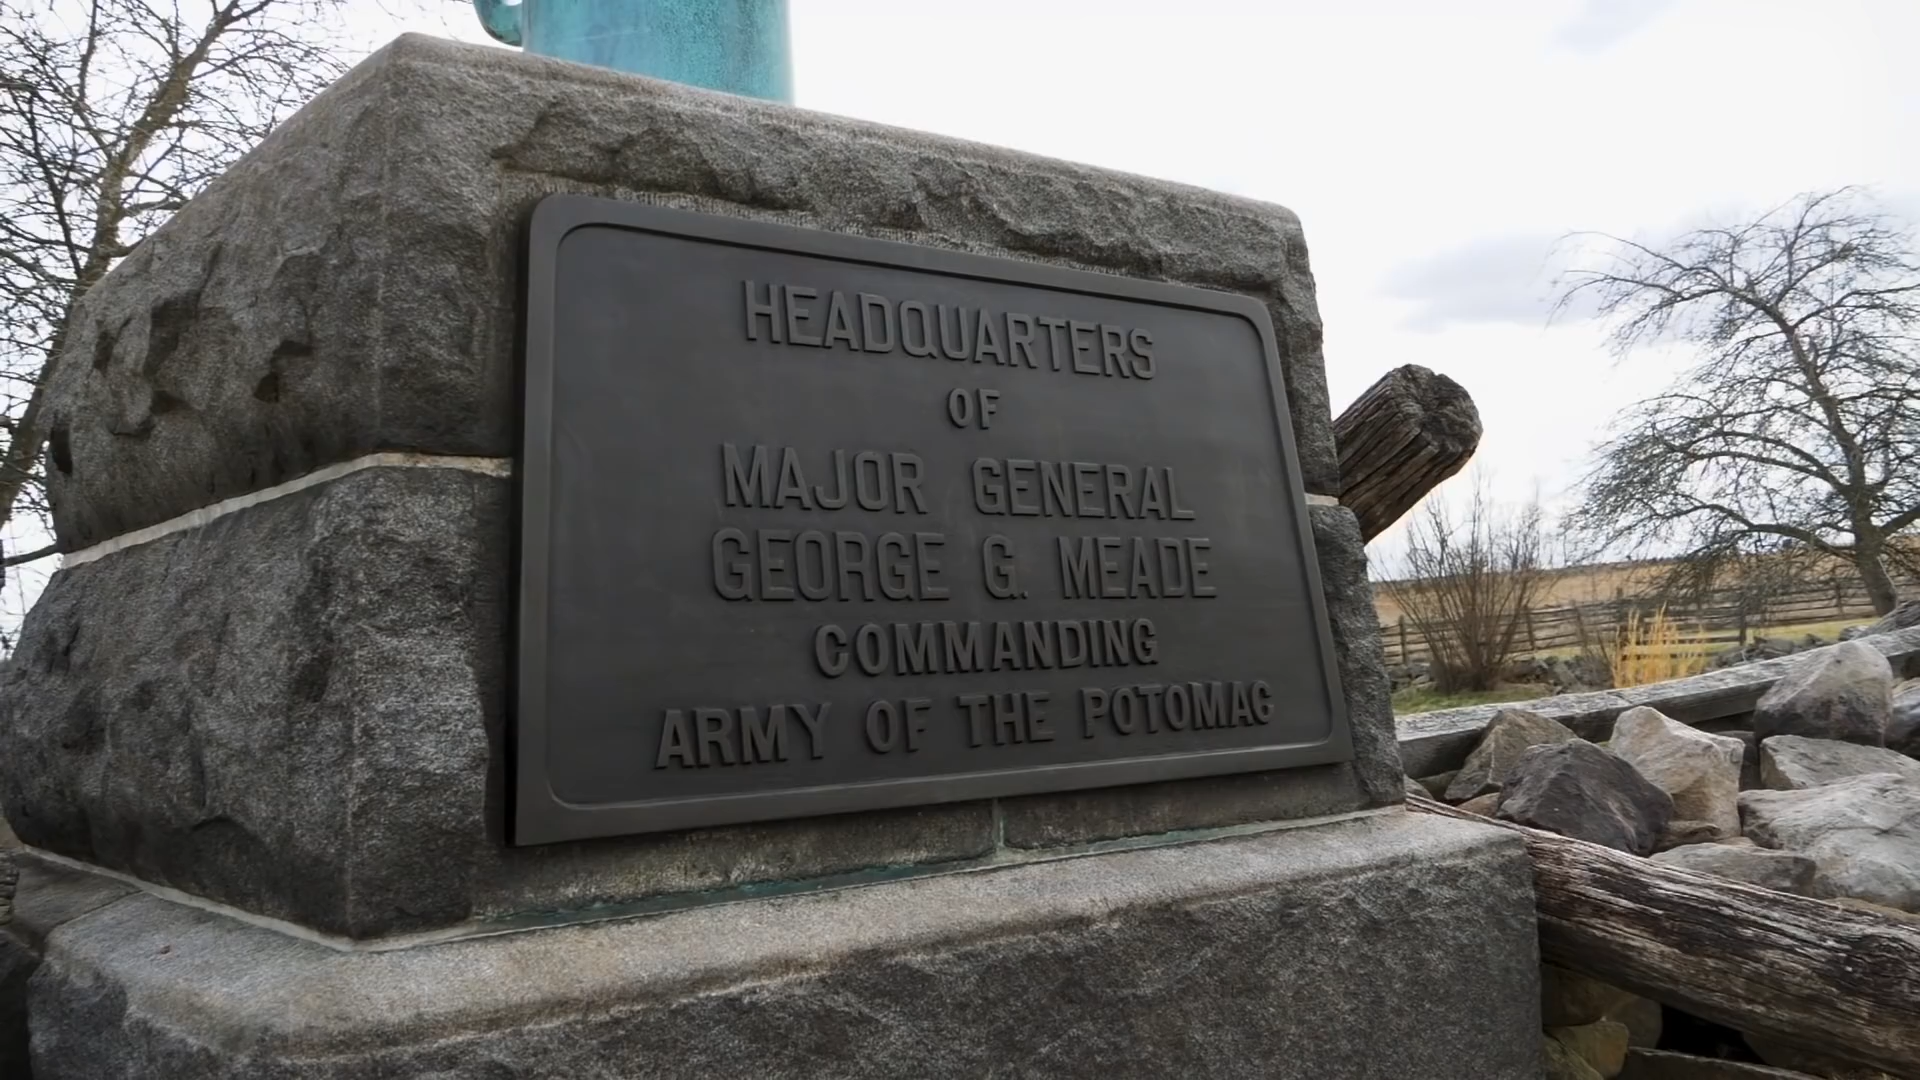 HEADQUARTERS
OF
MAJOR GENERAL
GEORGE G. MEADE
COMMANDING
ARMY OF THE POTOMAC